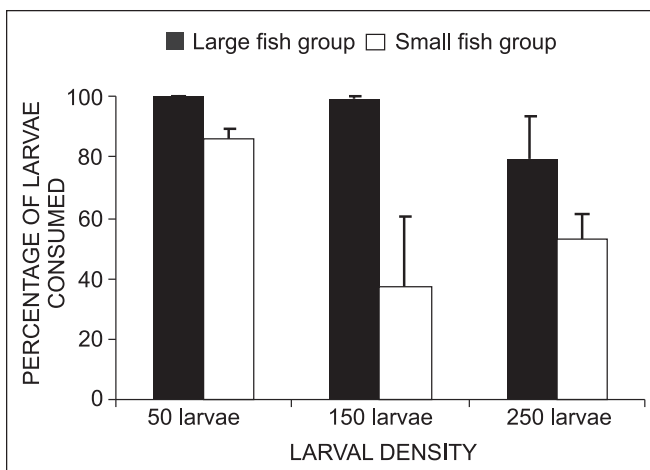 Large fish group Small fish group
PERCENTAGE OF LARVAE
CONSUMED
100
80
60
40
20
0
50 larvae 150 larvae 250 larvae
LARVAL DENSITY